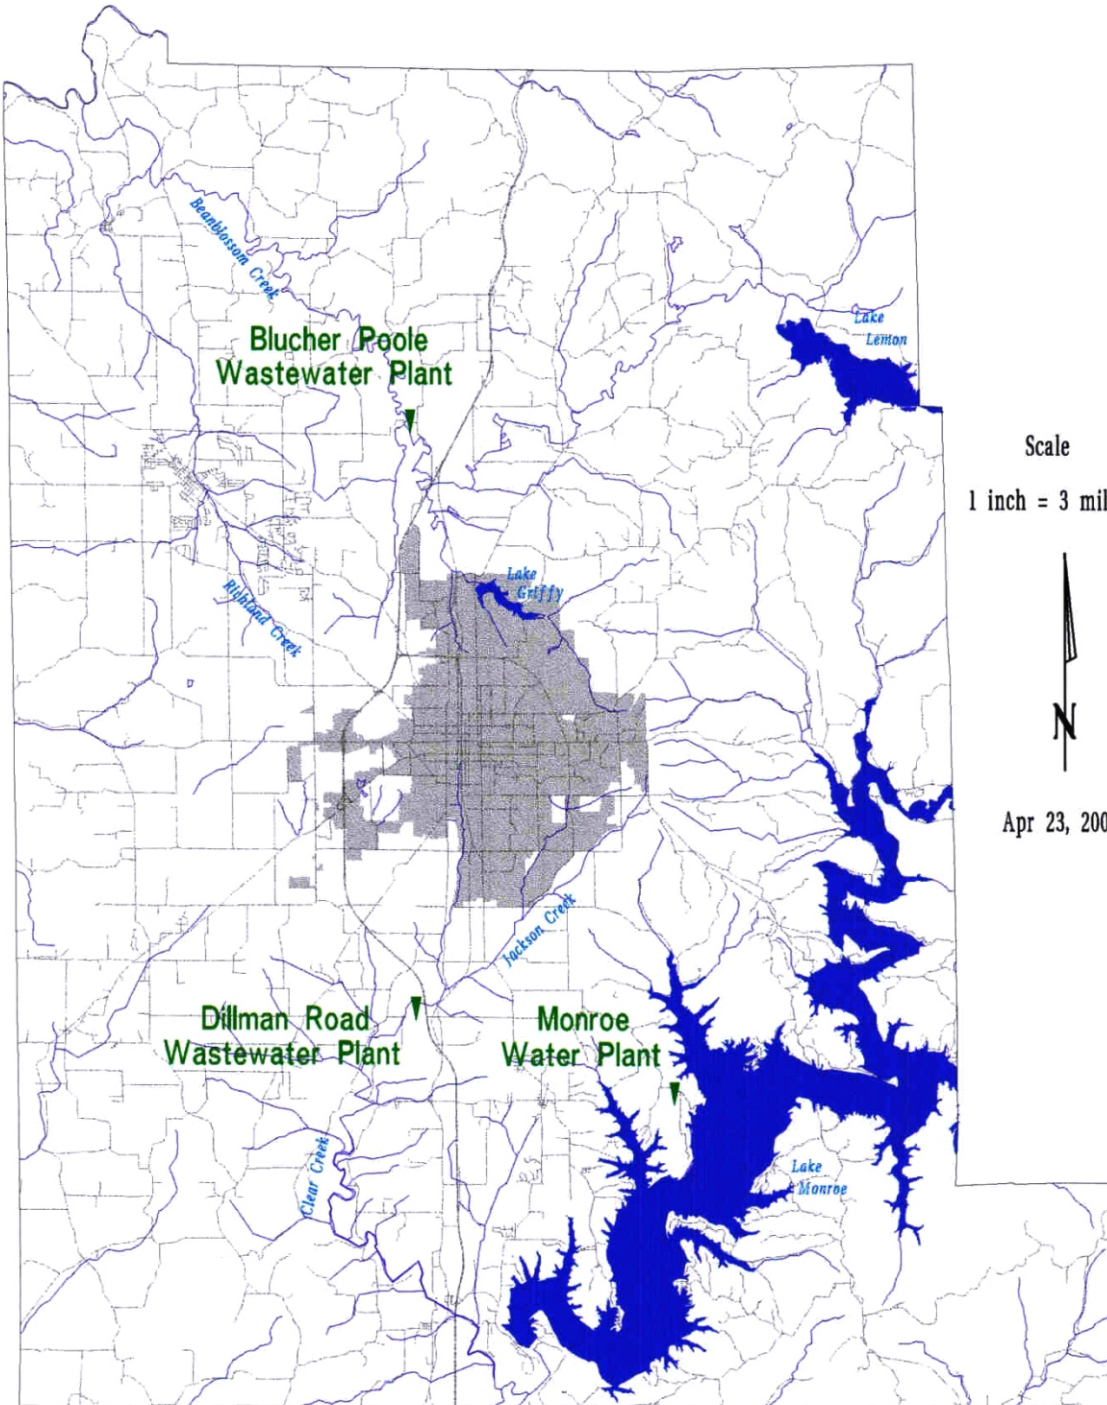 Beanblossom Creek
Blucher Poole
Wastewater Plant
Lake
Lemon
Scale
1 inch = 3 mil
Lake
Griffy
Richland Creek
N
Apr 23, 200
Jackson Creek
Dillman Road
Wastewater Plant
Monroe
Water Plant
Clear Creek
Lake
Monroe